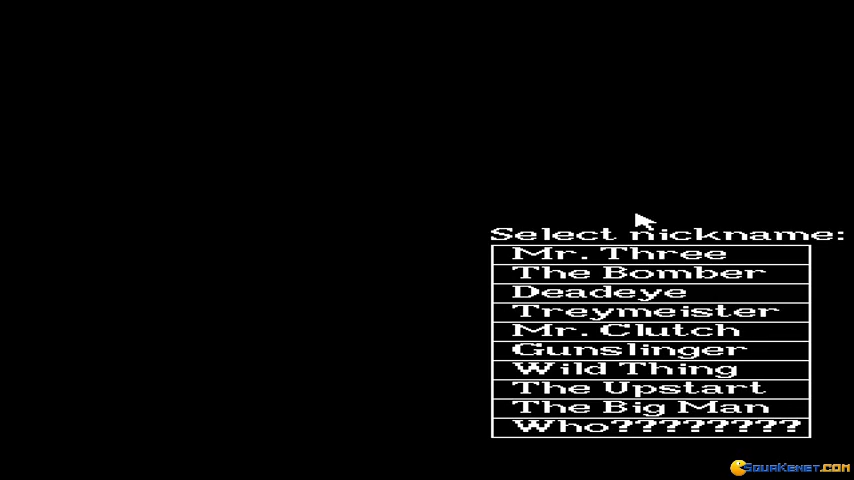 Select nickname:
Mr. Three
The Bomber
Deadeye
Treymeister
Mr. Clutch
Gunslinger
Wild Thing
The Upstart
The Big Man
Who????????
SquaKenet.com